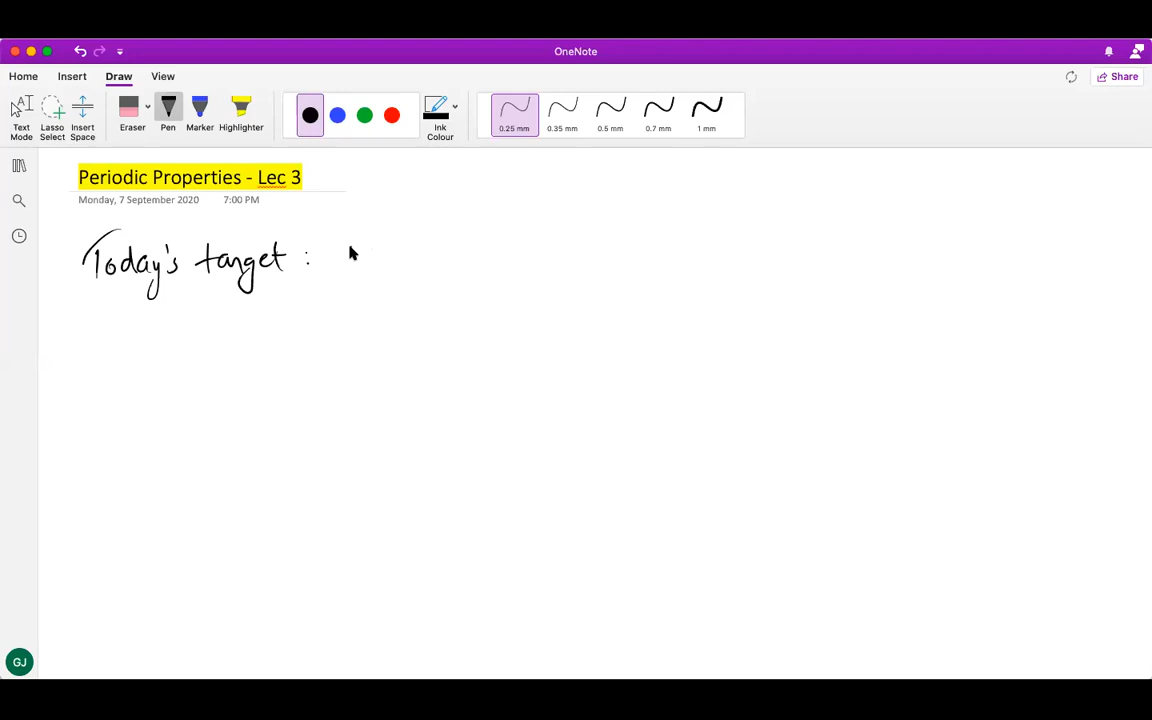 OneNote
Home Insert Draw View Share
Text Mode Lasso Select Insert Space Eraser Pen Marker Highlighter Ink Colour 0.25 mm 0.35 mm 0.5 mm 0.7 mm 1 mm
Periodic Properties - Lec 3
Monday, 7 September 2020 7:00 PM
Today's target :
GJ